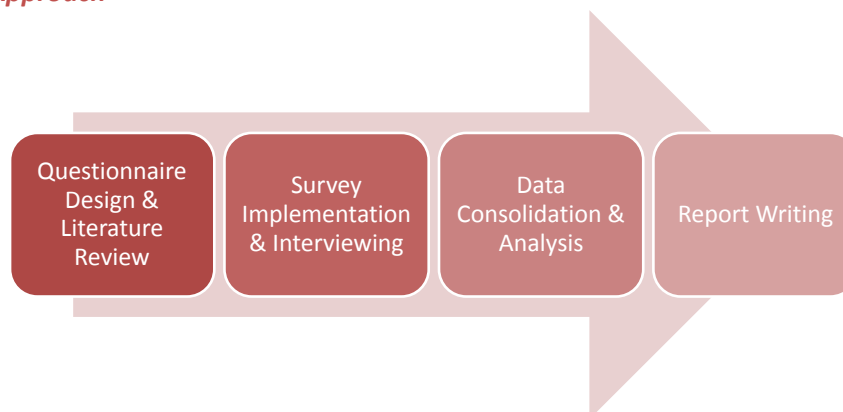 Approach
Questionnaire
Design &
Literature
Review
Survey
Implementation
& Interviewing
Data
Consolidation &
Analysis
Report Writing